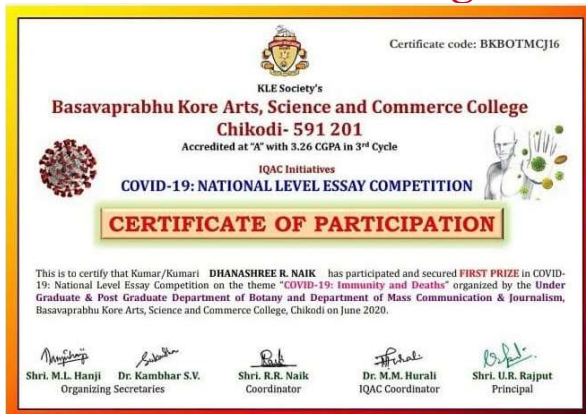 Certificate code: BKBOTMCJ16
KLE Society's
Basavaprabhu Kore Arts, Science and Commerce College
Chikodi- 591 201
Accredited at "A" with 3.26 CGPA in 3rd Cycle
IQAC Initiatives
COVID-19: NATIONAL LEVEL ESSAY COMPETITION
CERTIFICATE OF PARTICIPATION
This is to certify that Kumar/Kumari DHANASHREE R. NAIK has participated and secured FIRST PRIZE in COVID-
19: National Level Essay Competition on the theme "COVID-19: Immunity and Deaths" organized by the Under
Graduate & Post Graduate Department of Botany and Department of Mass Communication & Journalism,
Basavaprabhu Kore Arts, Science and Commerce College, Chikodi on June 2020.
Shri. M.L. Hanji Dr. Kambhar S.V. Shri. R.R. Naik Dr. M.M. Hurali Shri. U.R. Rajput
Organizing Secretaries Coordinator IQAC Coordinator Principal